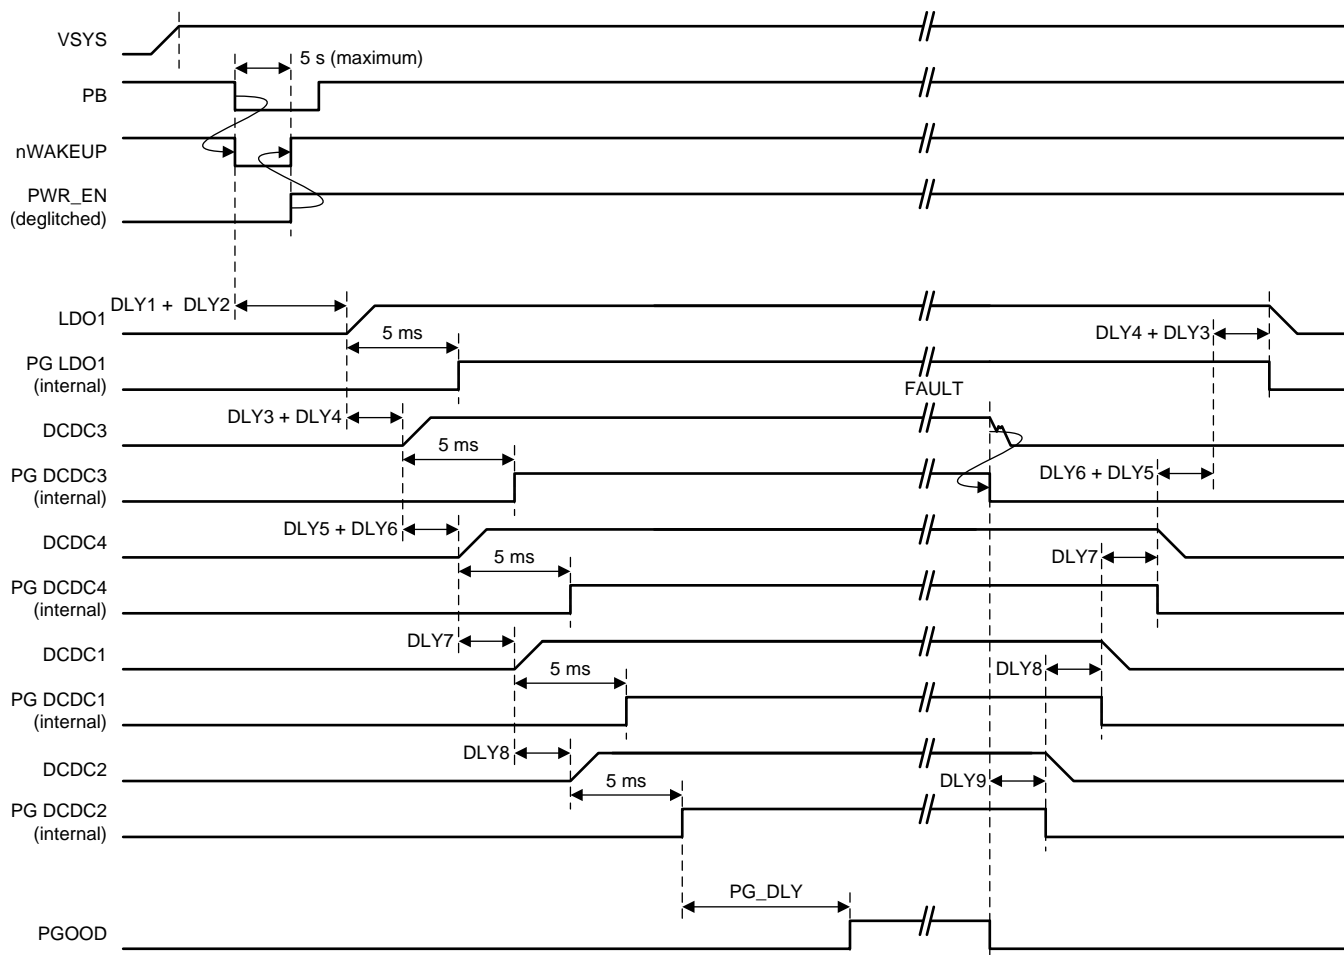 VSYS
5 s (maximum)
PB
nWAKEUP
PWR_EN
(deglitched)
DLY1 + DLY2
LDO1
5 ms
DLY4 + DLY3
PG LDO1
(internal)
FAULT
DLY3 + DLY4
DCDC3
5 ms
PG DCDC3
(internal)
DLY6 + DLY5
DLY5 + DLY6
DCDC4
5 ms
DLY7
PG DCDC4
(internal)
DLY7
DCDC1
5 ms
DLY8
PG DCDC1
(internal)
DLY8
DCDC2
5 ms
DLY9
PG DCDC2
(internal)
PG_DLY
PGOOD